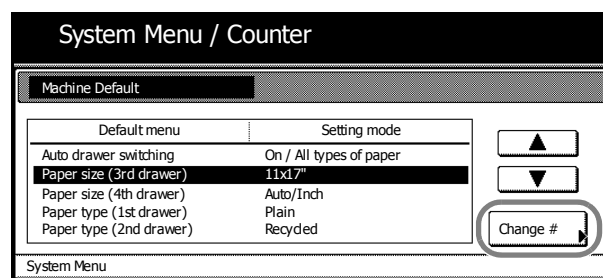 System Menu / Counter
Machine Default
Default menu Setting mode
Auto drawer switching On / All types of paper
Paper size (3rd drawer) 11x17"
Paper size (4th drawer) Auto/Inch
Paper type (1st drawer) Plain
Paper type (2nd drawer) Recycled
Change #
System Menu